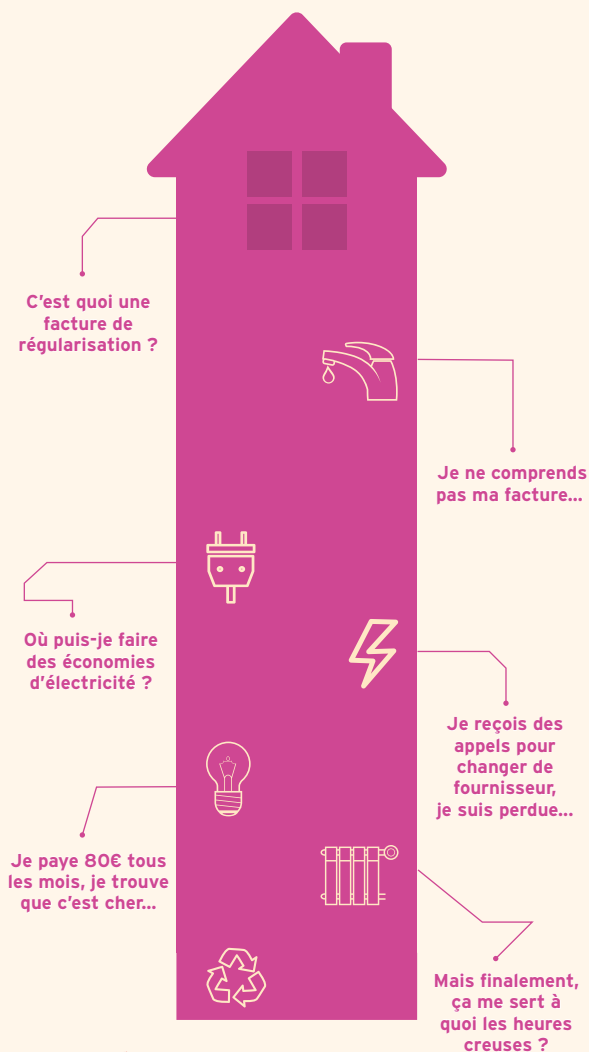 C'est quoi une
facture de
régularisation ?
Je ne comprends
pas ma facture...
Où puis-je faire
des économies
d'électricité ?
Je reçois des
appels pour
changer de
fournisseur,
je suis perdue...
Je paye 80€ tous
les mois, je trouve
que c'est cher...
Mais finalement,
ça me sert à
quoi les heures
creuses ?